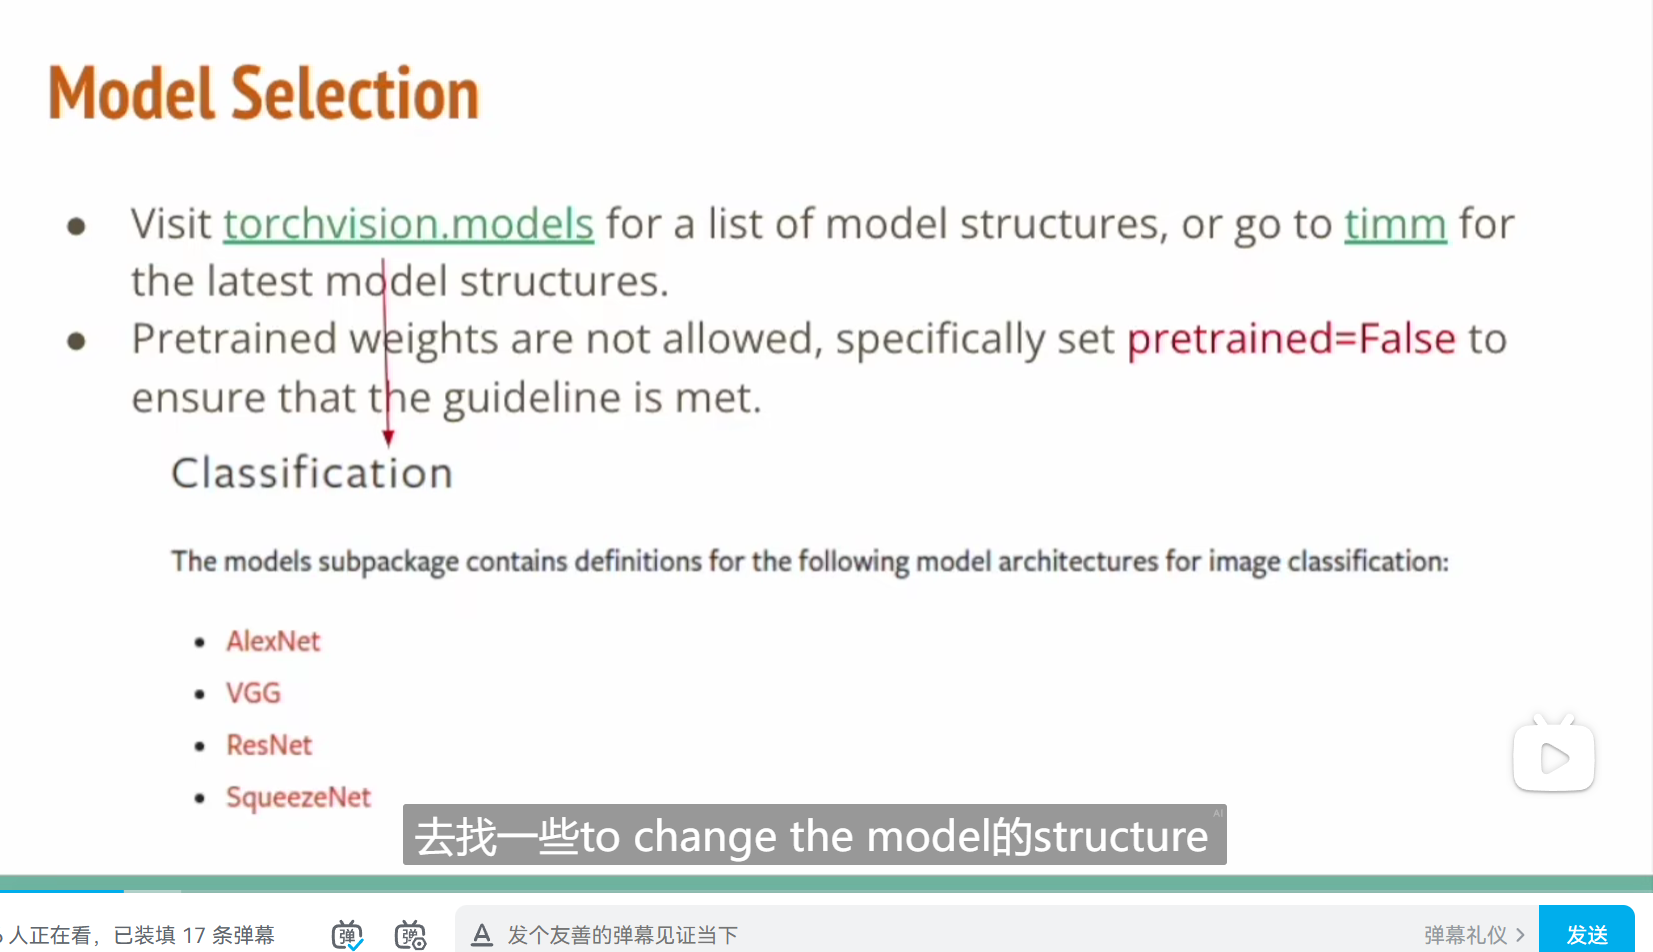 Model Selection
Visit torchvision.models for a list of model structures, or go to timm for
the latest model structures.
Pretrained weights are not allowed, specifically set pretrained=False to
ensure that the guideline is met.
Classification
The models subpackage contains definitions for the following model architectures for image classification:
AlexNet
VGG
ResNet
SqueezeNet
AI
去找一些to change the model的structure
人正在看，已装填 17 条弹幕
弹
弹
A
发个友善的弹幕见证当下
弹幕礼仪
发送